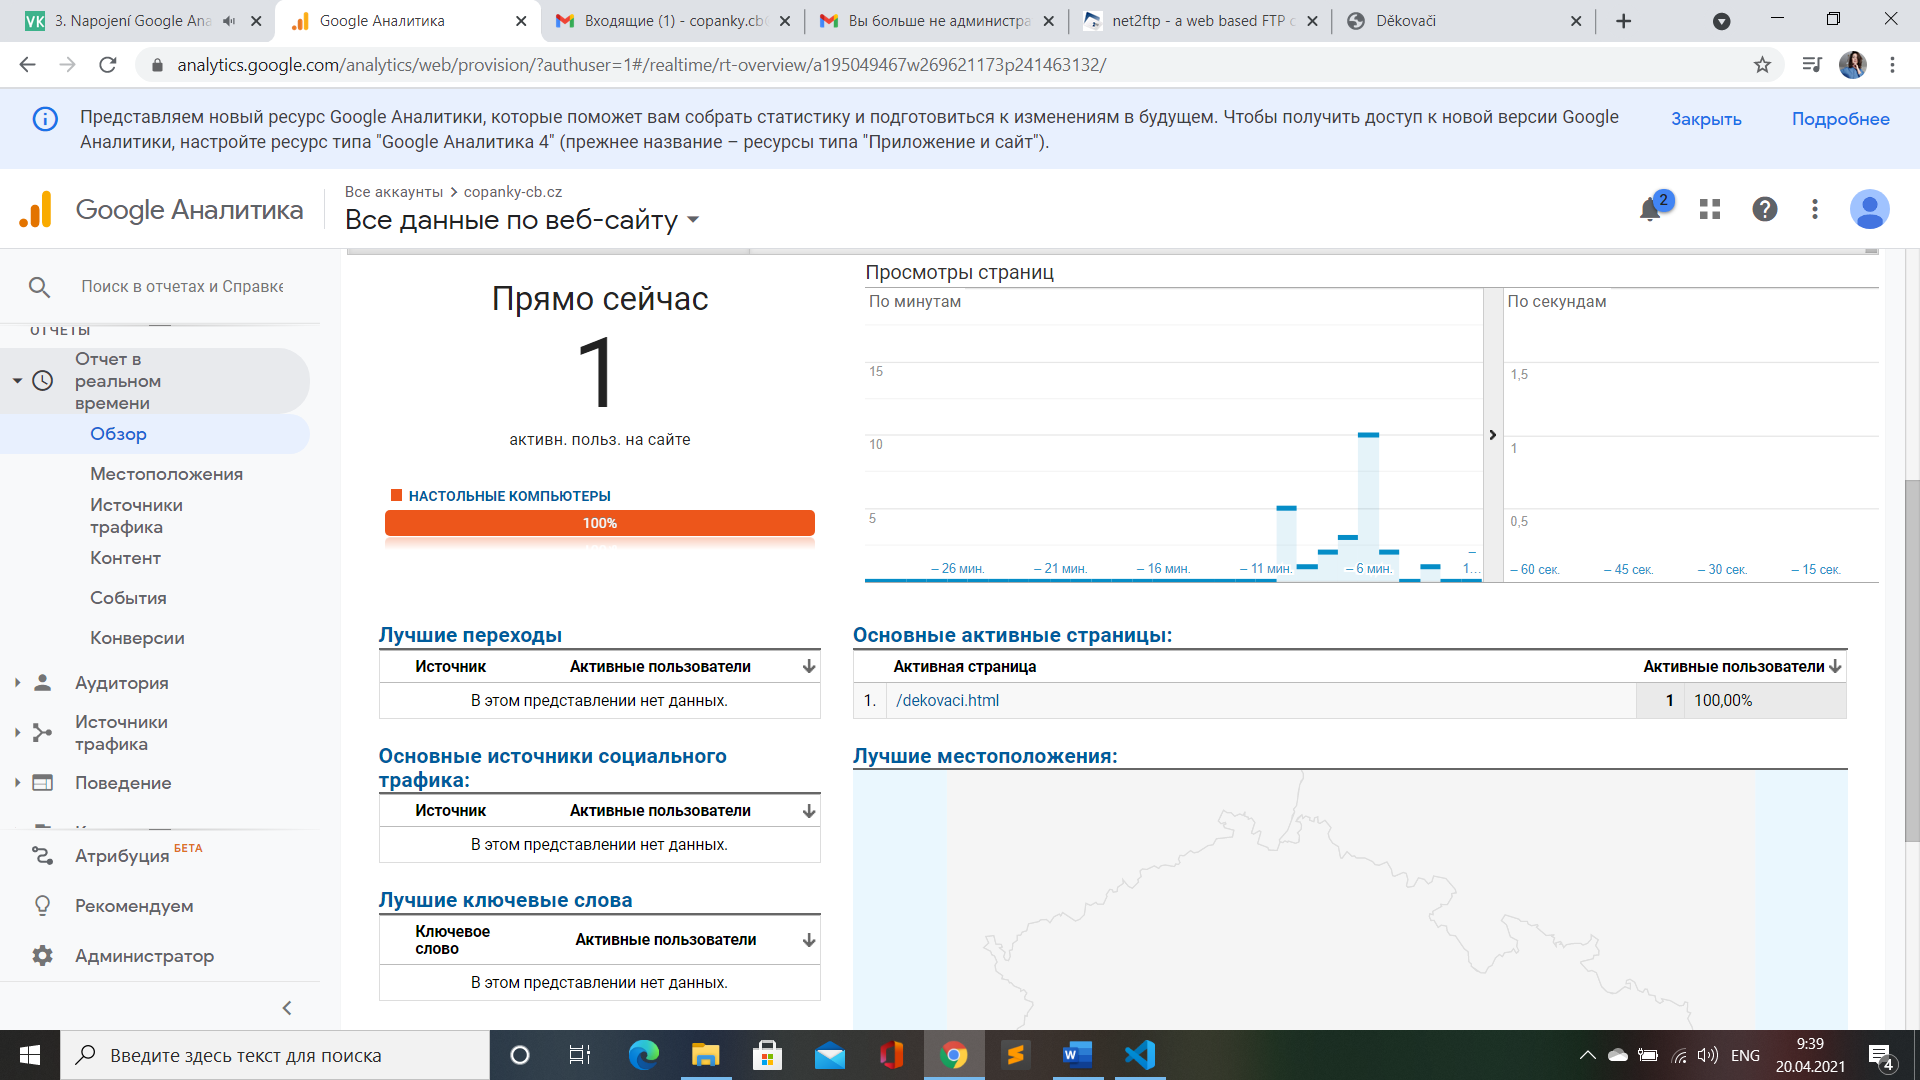 3. Napojení Google Ana
Google Аналитика
Входящие (1) - copanky.cb
Вы больше не администра
net2ftp - a web based FTP c
Děkovači
analytics.google.com/analytics/web/provision/?authuser=1#/realtime/rt-overview/a195049467w269621173p241463132/
Представляем новый ресурс Google Аналитики, которые поможет вам собрать статистику и подготовиться к изменениям в будущем. Чтобы получить доступ к новой версии Google
Аналитики, настройте ресурс типа "Google Аналитика 4" (прежнее название – ресурсы типа "Приложение и сайт").
Закрыть
Подробнее
Google Аналитика
Все аккаунты > copanky-cb.cz
Все данные по веб-сайту
2
Поиск в отчетах и Справке
ОТЧЕТЫ
Отчет в
реальном
времени
Обзор
Местоположения
Источники
трафика
Контент
События
Конверсии
Аудитория
Источники
трафика
Поведение
Атрибуция БЕТА
Рекомендуем
Администратор
Прямо сейчас
1
активн. польз. на сайте
НАСТОЛЬНЫЕ КОМПЬЮТЕРЫ
100%
Просмотры страниц
По минутам
15
10
5
– 26 мин.
– 21 мин.
– 16 мин.
– 11 мин.
– 6 мин.
–
1...
По секундам
1,5
1
0,5
– 60 сек.
– 45 сек.
– 30 сек.
– 15 сек.
Лучшие переходы
Источник Активные пользователи
В этом представлении нет данных.
Основные активные страницы:
Активная страница Активные пользователи
1. /dekovaci.html 1 100,00%
Основные источники социального
трафика:
Источник Активные пользователи
В этом представлении нет данных.
Лучшие местоположения:
Лучшие ключевые слова
Ключевое
слово
Активные пользователи
В этом представлении нет данных.
Введите здесь текст для поиска
ENG
9:39
20.04.2021
4